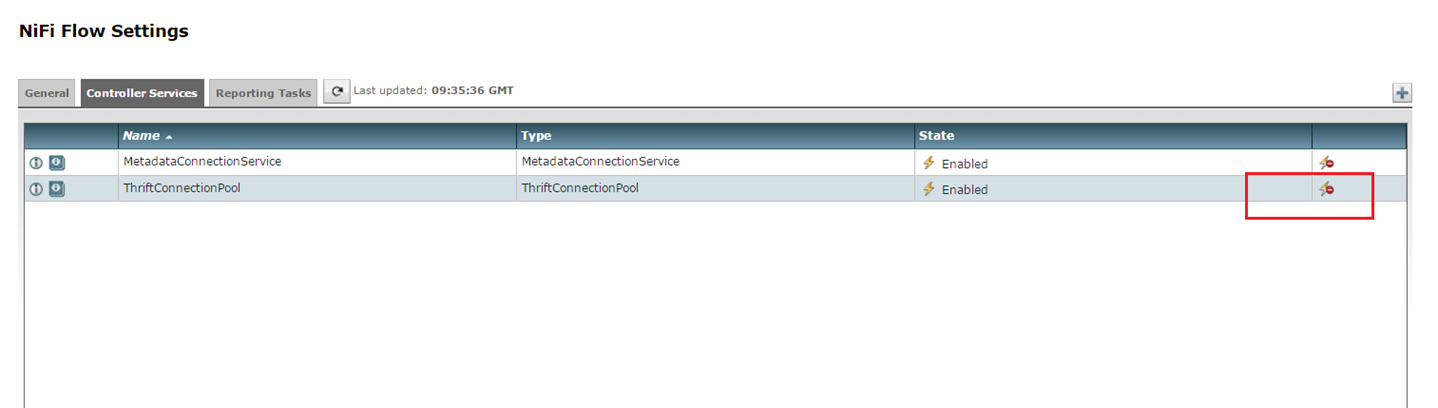 NiFi Flow Settings
General Controller Services Reporting Tasks Last updated: 09:35:36 GMT
Name Type State
MetadataConnectionService MetadataConnectionService Enabled
ThriftConnectionPool ThriftConnectionPool Enabled